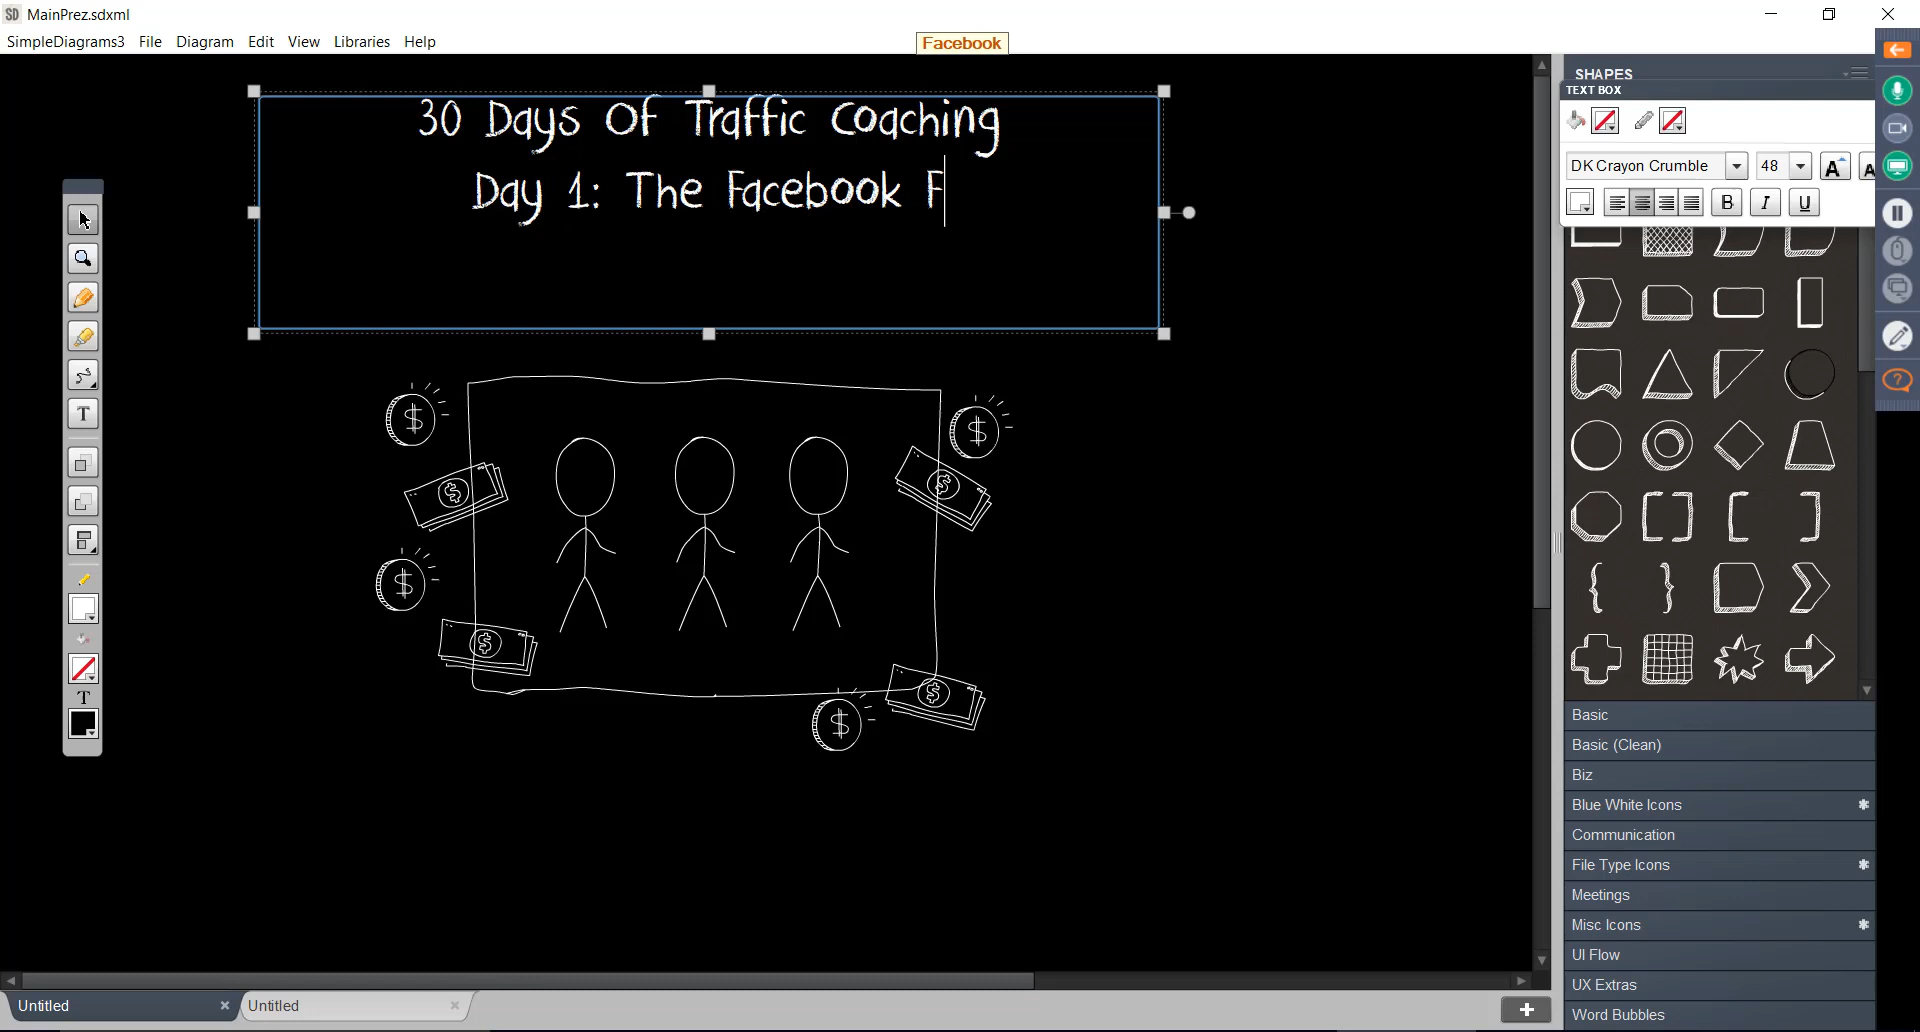 SD MainPrez.sdxml
SimpleDiagrams3 File Diagram Edit View Libraries Help
Facebook
SHAPES
TEXT BOX
30 Days Of Traffic Coaching
Day 1: The Facebook F
DK Crayon Crumble 48 A A
B I U
T
$ $
$ $
$
$ $
$ $
T
Basic
Basic (Clean)
Biz
Blue White Icons
Communication
File Type Icons
Meetings
Misc Icons
UI Flow
UX Extras
Word Bubbles
Untitled Untitled